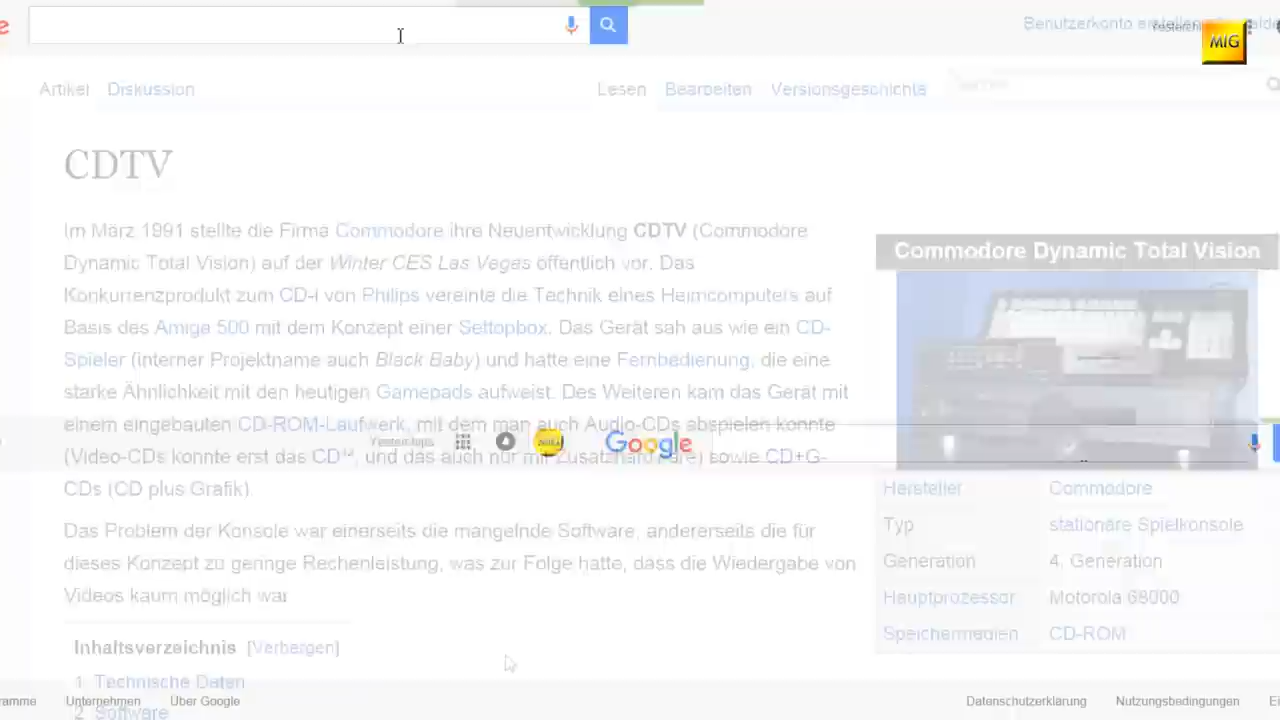 Benutzerkonto erstellen
MiG
Artikel Diskussion Lesen Bearbeiten Versionsgeschichte
CDTV
Im März 1991 stellte die Firma Commodore ihre Neuentwicklung CDTV (Commodore
Dynamic Total Vision) auf der Winter CES Las Vegas öffentlich vor. Das
Konkurrenzprodukt zum CD-i von Philips vereinte die Technik eines Heimcomputers auf
Basis des Amiga 500 mit dem Konzept einer Settopbox. Das Gerät sah aus wie ein CD-
Spieler (interner Projektname auch Black Baby) und hatte eine Fernbedienung, die eine
starke Ähnlichkeit mit den heutigen Gamepads aufweist. Des Weiteren kam das Gerät mit
einem eingebauten CD-ROM-Laufwerk, mit dem man auch Audio-CDs abspielen konnte
(Video-CDs konnte erst das CD³², und das auch nur mit Zusatzhardware) sowie CD+G-
CDs (CD plus Grafik).
Google
Das Problem der Konsole war einerseits die mangelnde Software, andererseits die für
dieses Konzept zu geringe Rechenleistung, was zur Folge hatte, dass die Wiedergabe von
Videos kaum möglich war
Inhaltsverzeichnis [Verbergen]
1 Technische Daten
2 Software
Commodore Dynamic Total Vision
Hersteller Commodore
Typ stationäre Spielkonsole
Generation 4. Generation
Hauptprozessor Motorola 68000
Speichermedien CD-ROM
Unternehmen Über Google Datenschutzerklärung Nutzungsbedingungen